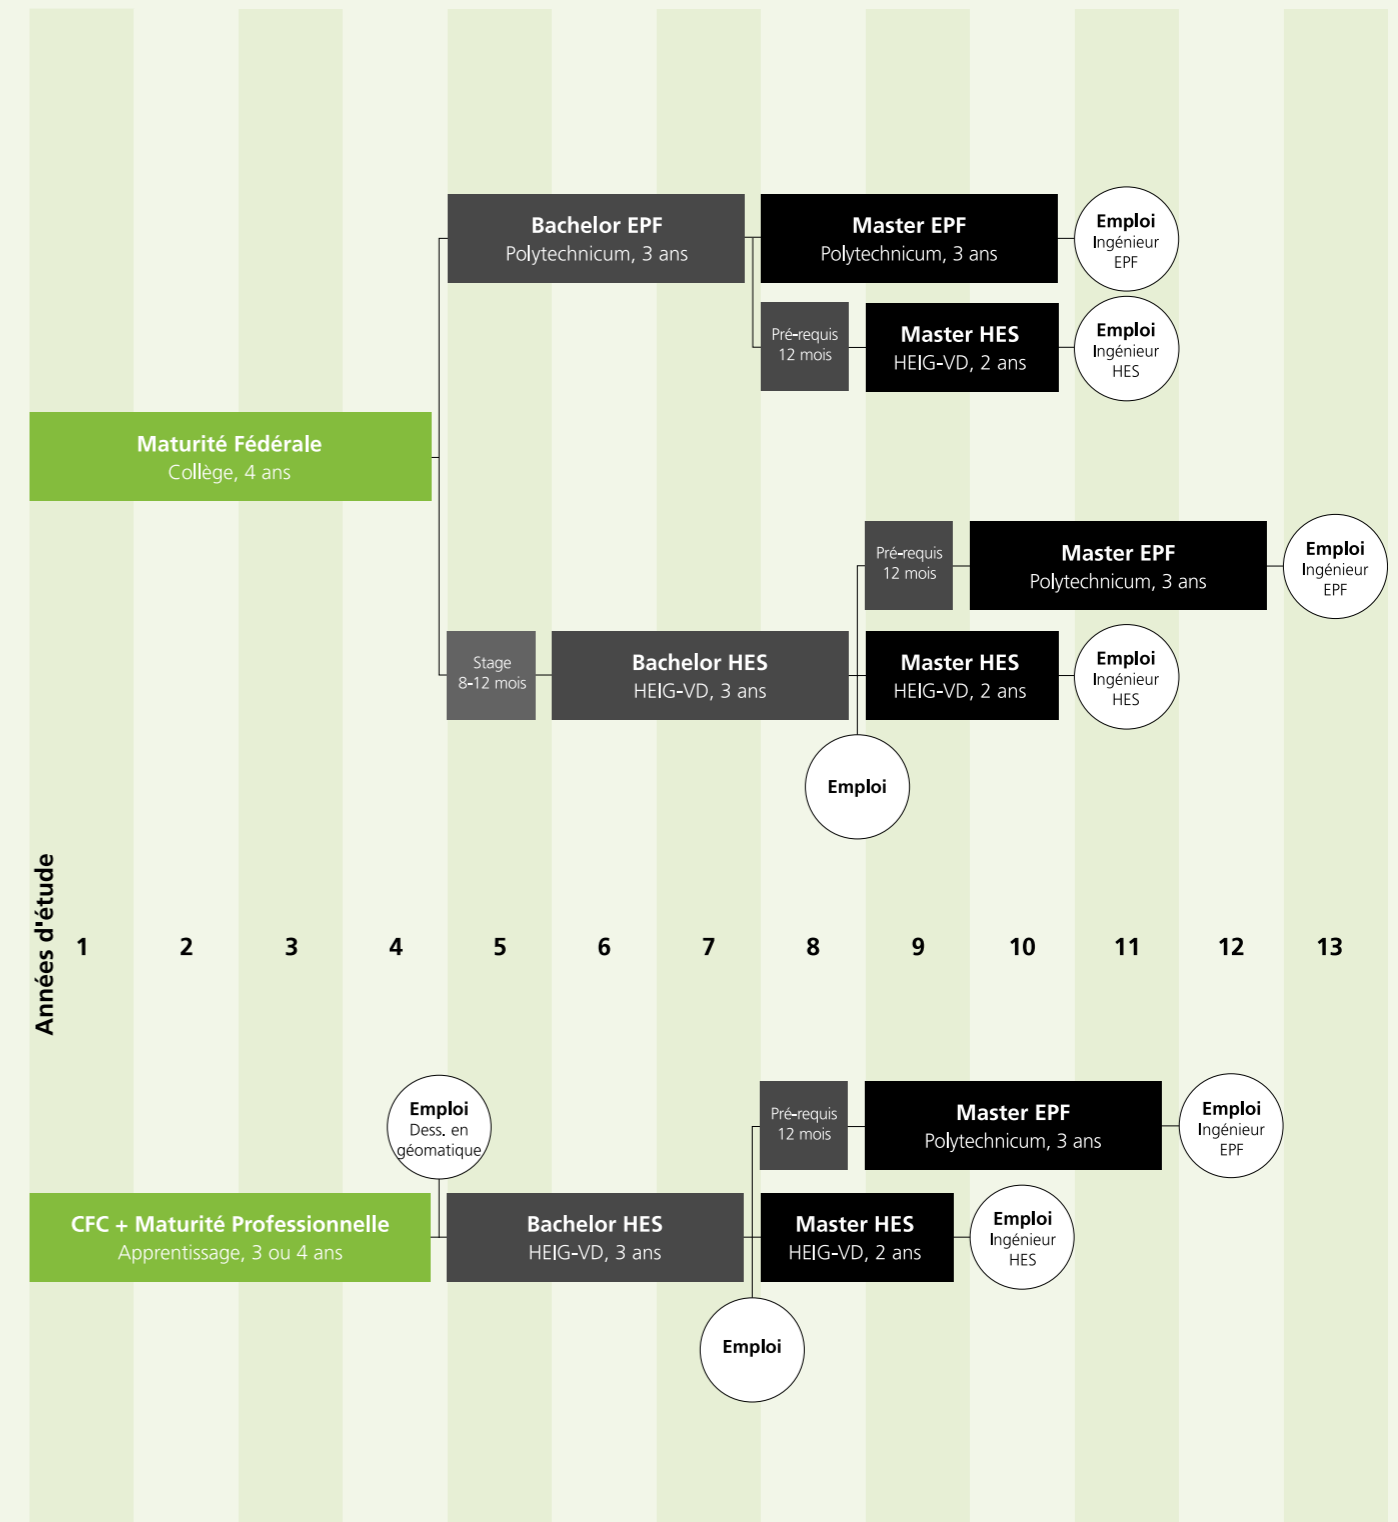 Bachelor EPF
Polytechnicum, 3 ans
Master EPF
Polytechnicum, 3 ans
Emploi
Ingénieur
EPF
Pré-requis
12 mois
Master HES
HEIG-VD, 2 ans
Emploi
Ingénieur
HES
Maturité Fédérale
Collège, 4 ans
Pré-requis
12 mois
Master EPF
Polytechnicum, 3 ans
Emploi
Ingénieur
EPF
Stage
8-12 mois
Bachelor HES
HEIG-VD, 3 ans
Master HES
HEIG-VD, 2 ans
Emploi
Ingénieur
HES
Emploi
Années d'étude
1 2 3 4 5 6 7 8 9 10 11 12 13
Emploi
Dess. en
géomatique
Pré-requis
12 mois
Master EPF
Polytechnicum, 3 ans
Emploi
Ingénieur
EPF
CFC + Maturité Professionnelle
Apprentissage, 3 ou 4 ans
Bachelor HES
HEIG-VD, 3 ans
Master HES
HEIG-VD, 2 ans
Emploi
Ingénieur
HES
Emploi